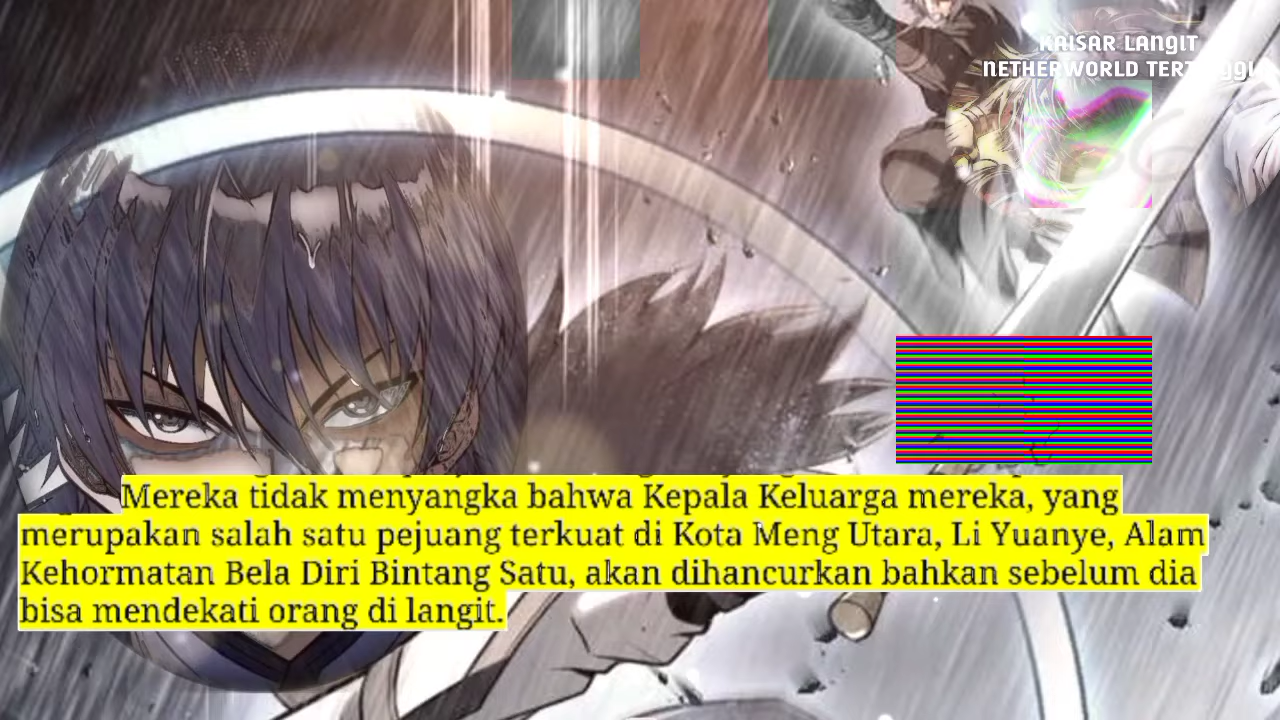 KAISAR LANGIT
NETHERWORLD
Mereka tidak menyangka bahwa Kepala Keluarga mereka, yang
merupakan salah satu pejuang terkuat di Kota Meng Utara, Li Yuanye, Alam
Kehormatan Bela Diri Bintang Satu, akan dihancurkan bahkan sebelum dia
bisa mendekati orang di langit.